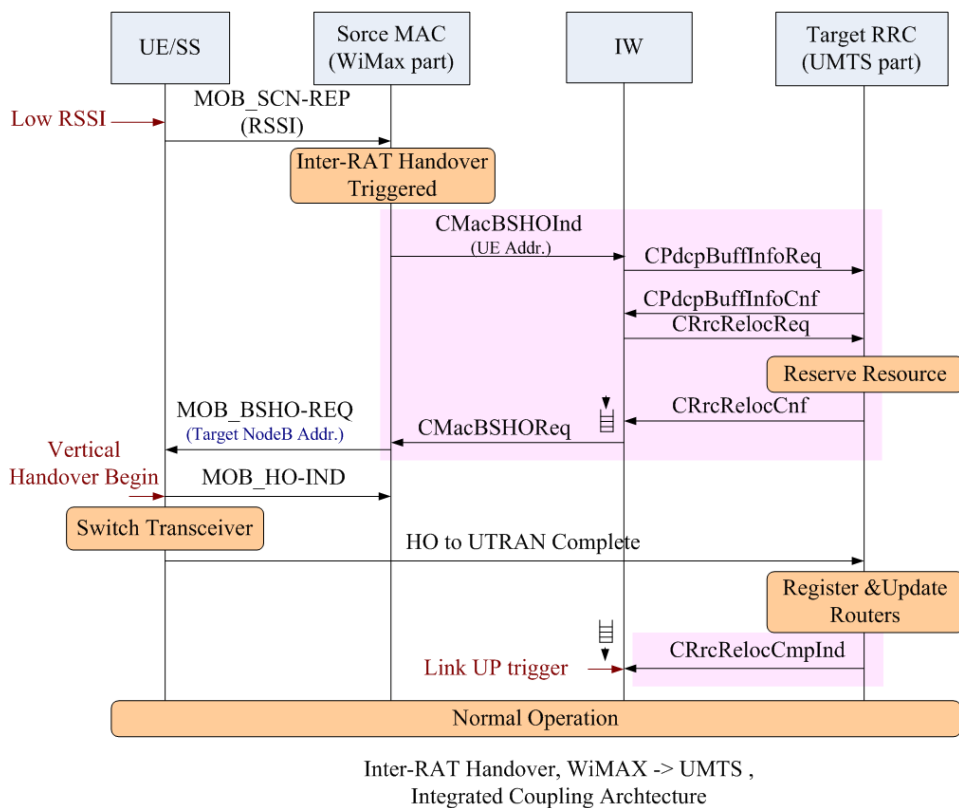 UE/SS
Sorce MAC
(WiMax part)
IW
Target RRC
(UMTS part)
MOB_SCN-REP
(RSSI)
Low RSSI
Inter-RAT Handover
Triggered
CMacBSHOInd
(UE Addr.)
CPdcpBuffInfoReq
CPdcpBuffInfoCnf
CRrcRelocReq
Reserve Resource
MOB_BSHO-REQ
(Target NodeB Addr.)
CRrcRelocCnf
CMacBSHOReq
Vertical
Handover Begin
MOB_HO-IND
Switch Transceiver
HO to UTRAN Complete
Register &Update
Routers
CRrcRelocCmpInd
Link UP trigger
Normal Operation
Inter-RAT Handover, WiMAX -> UMTS ,
Integrated Coupling Archtecture